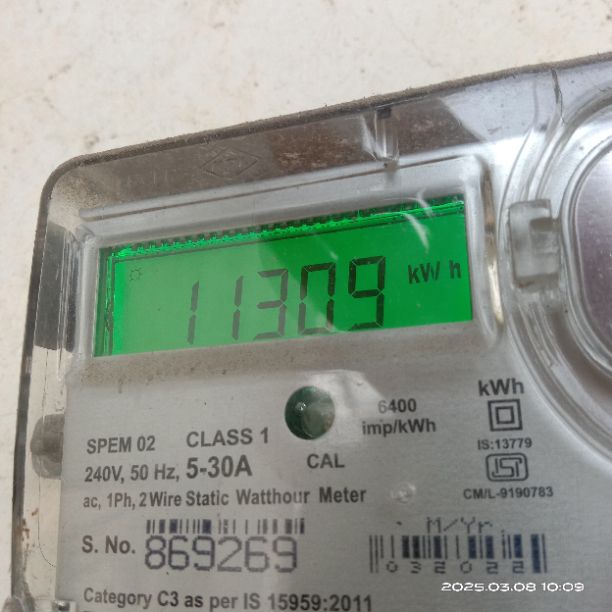 11309 kW h
6400
imp/kWh
kWh
IS:13779
CM/L-9190783
SPEM 02 CLASS 1
240V, 50 Hz, 5-30A CAL
ac, 1Ph, 2Wire Static Watthour Meter
S. No. 869269
M/Yr.
032022
Category C3 as per IS 15959:2011
2025.03.08 10:09